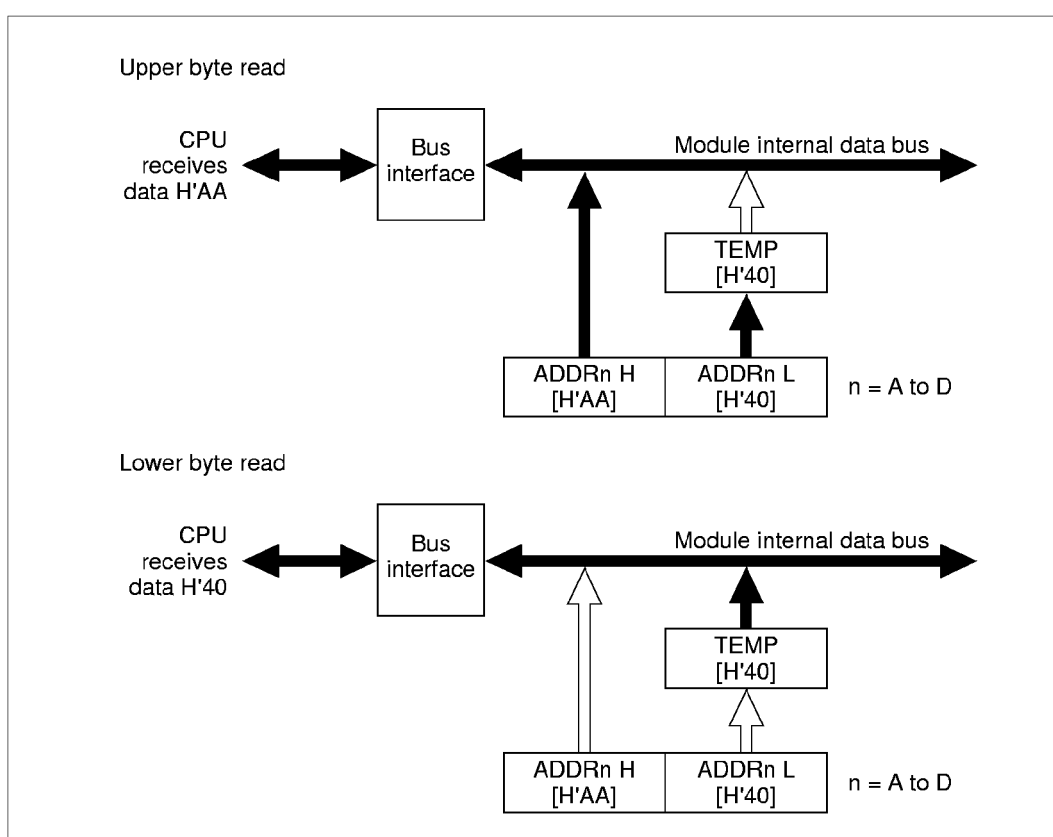 Upper byte read
CPU
receives
data H'AA
Bus
interface
Module internal data bus
TEMP
[H'40]
ADDRn H
[H'AA]
ADDRn L
[H'40]
n = A to D
Lower byte read
CPU
receives
data H'40
Bus
interface
Module internal data bus
TEMP
[H'40]
ADDRn H
[H'AA]
ADDRn L
[H'40]
n = A to D